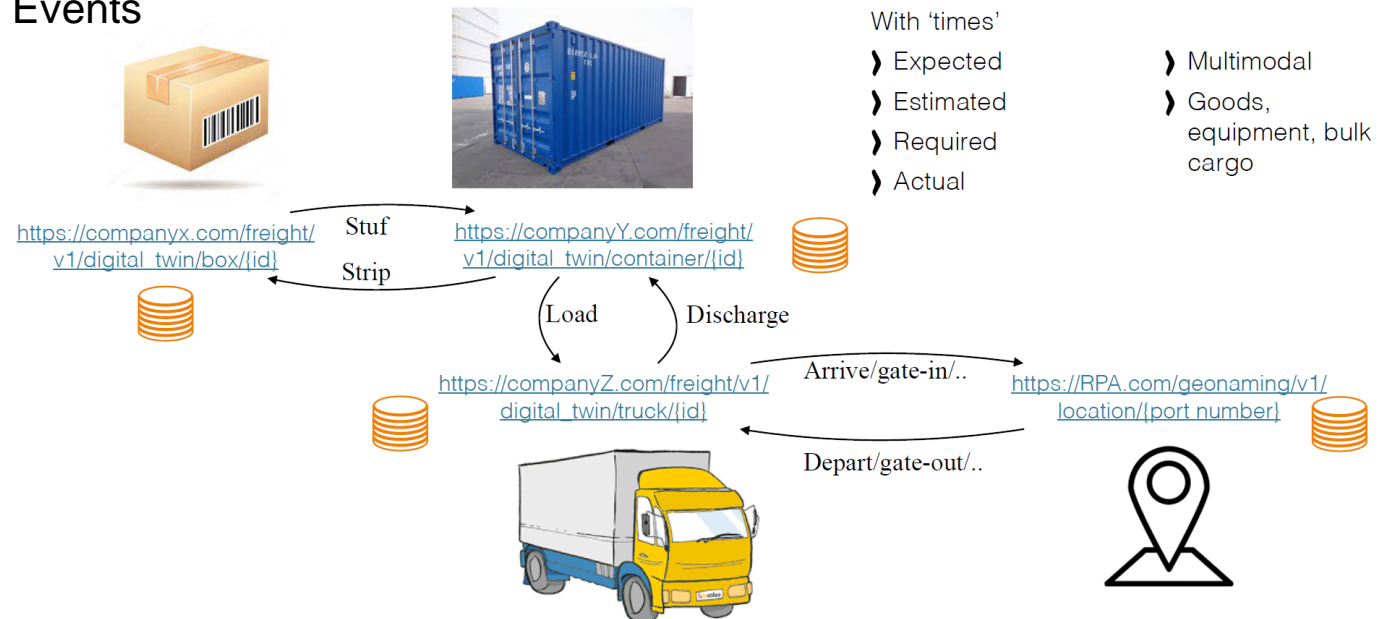 Events
With ‘times’
❫ Expected
❫ Estimated
❫ Required
❫ Actual
❫ Multimodal
❫ Goods,
equipment, bulk
cargo
https://companyx.com/freight/
v1/digital_twin/box/{id}
Stuf
Strip
https://companyY.com/freight/
v1/digital_twin/container/{id}
Load
Discharge
https://companyZ.com/freight/v1/
digital_twin/truck/{id}
Arrive/gate-in/..
Depart/gate-out/..
https://RPA.com/geonaming/v1/
location/{port number}